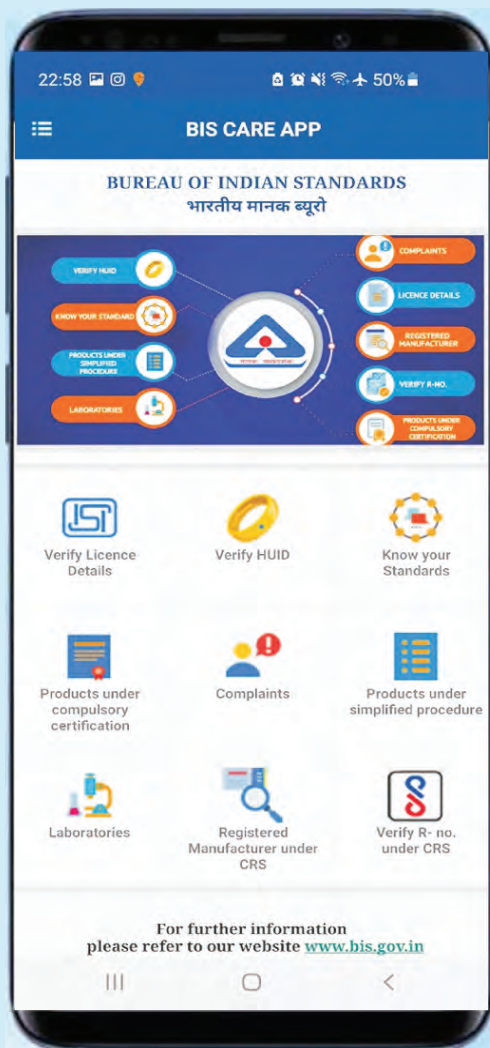 22:58
50%
BIS CARE APP
BUREAU OF INDIAN STANDARDS
भारतीय मानक ब्यूरो
VERIFY HUID
KNOW YOUR STANDARD
PRODUCTS UNDER
SIMPLIFIED
PROCEDURE
LABORATORIES
COMPLAINTS
LICENCE DETAILS
REGISTERED
MANUFACTURER
VERIFY R-NO.
PRODUCTS UNDER
COMPULSORY
CERTIFICATION
ISI
Verify Licence
Details
Verify HUID
Know your
Standards
Products under
compulsory
certification
Complaints
Products under
simplified procedure
Laboratories
Registered
Manufacturer under
CRS
Verify R- no.
under CRS
For further information
please refer to our website www.bis.gov.in